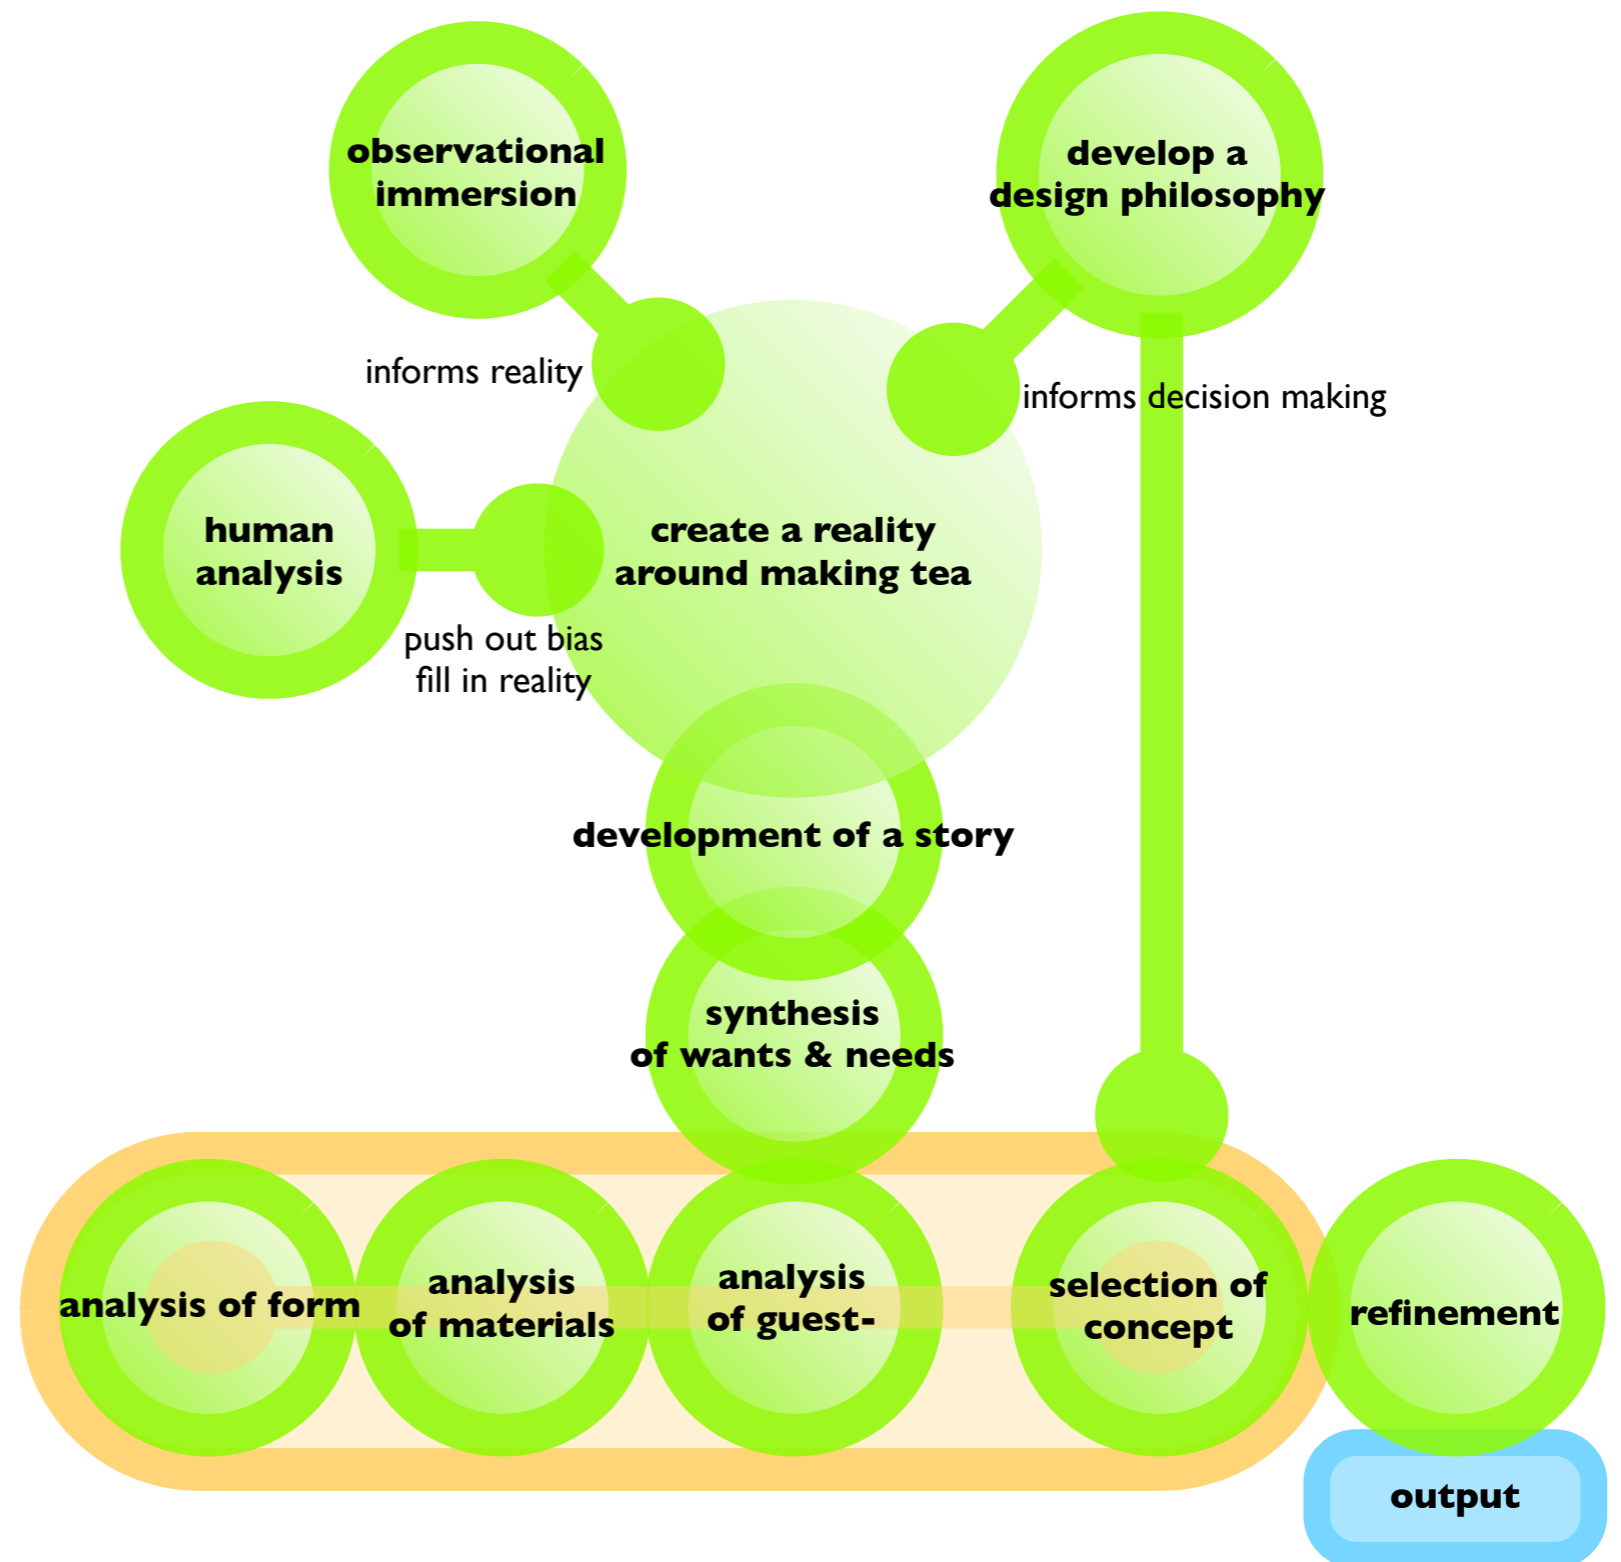 observational
immersion
develop a
design philosophy
informs reality
informs decision making
human
analysis
create a reality
around making tea
push out bias
fill in reality
development of a story
synthesis
of wants & needs
analysis of form
analysis
of materials
analysis
of guest-
selection of
concept
refinement
output